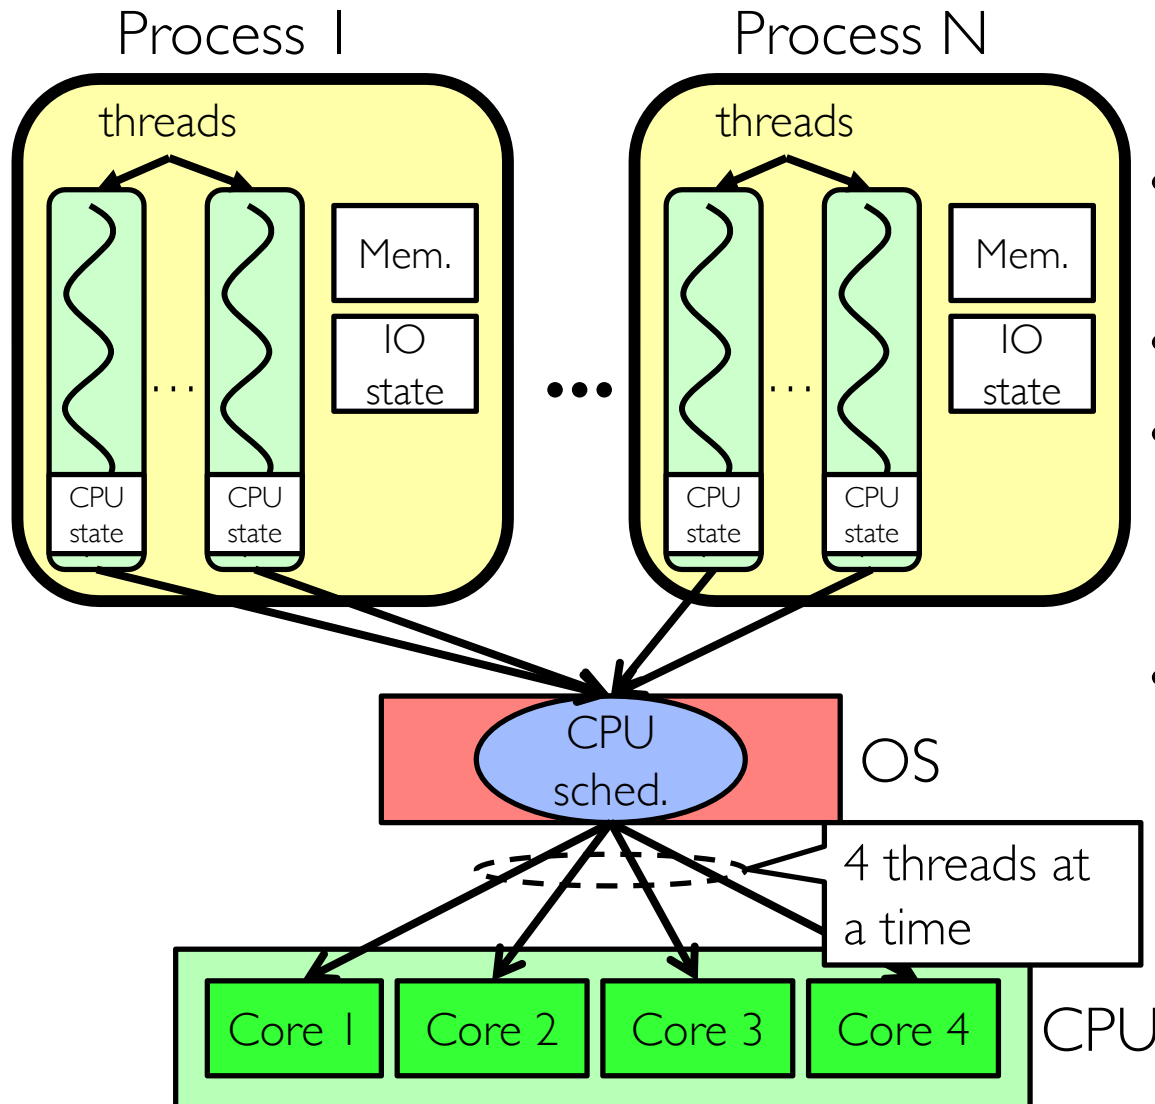 Process 1
Process N
threads
threads
Mem.
IO
state
...
CPU
state
CPU
state
...
Mem.
IO
state
...
CPU
state
CPU
state
CPU
sched.
OS
4 threads at
a time
Core 1
Core 2
Core 3
Core 4
CPU